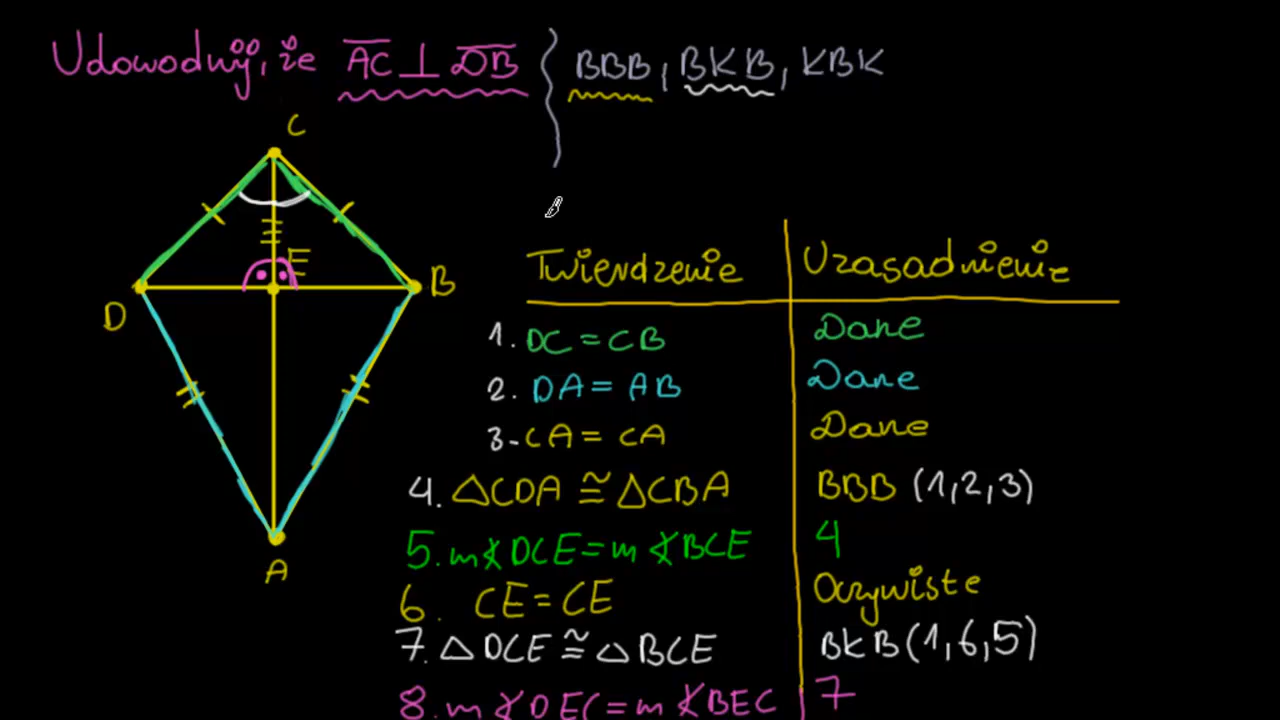 Udowodnij, że AC ⊥ DB } BBB, BKB, KBK
C
E
D
B
A
Twierdzenie Uzasadnienie
1. DC = CB Dane
2. DA = AB Dane
3. CA = CA Dane
4. △CDA ≅ △CBA BBB (1,2,3)
5. m∢DCE = m∢BCE 4
6. CE = CE Oczywiste
7. △DCE ≅ △BCE BKB (1,6,5)
8. m∢DEC = m∢BEC 7